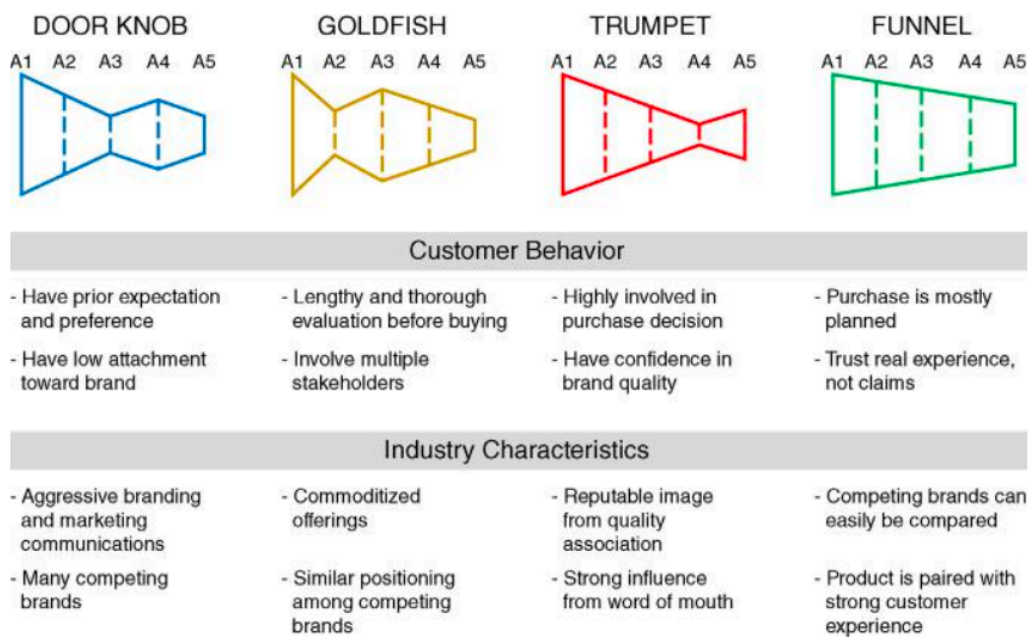 DOOR KNOB
A1 A2 A3 A4 A5
GOLDFISH
A1 A2 A3 A4 A5
TRUMPET
A1 A2 A3 A4 A5
FUNNEL
A1 A2 A3 A4 A5
Customer Behavior
- Have prior expectation
and preference
- Have low attachment
toward brand
- Lengthy and thorough
evaluation before buying
- Involve multiple
stakeholders
- Highly involved in
purchase decision
- Have confidence in
brand quality
- Purchase is mostly
planned
- Trust real experience,
not claims
Industry Characteristics
- Aggressive branding
and marketing
communications
- Many competing
brands
- Commoditized
offerings
- Similar positioning
among competing
brands
- Reputable image
from quality
association
- Strong influence
from word of mouth
- Competing brands can
easily be compared
- Product is paired with
strong customer
experience